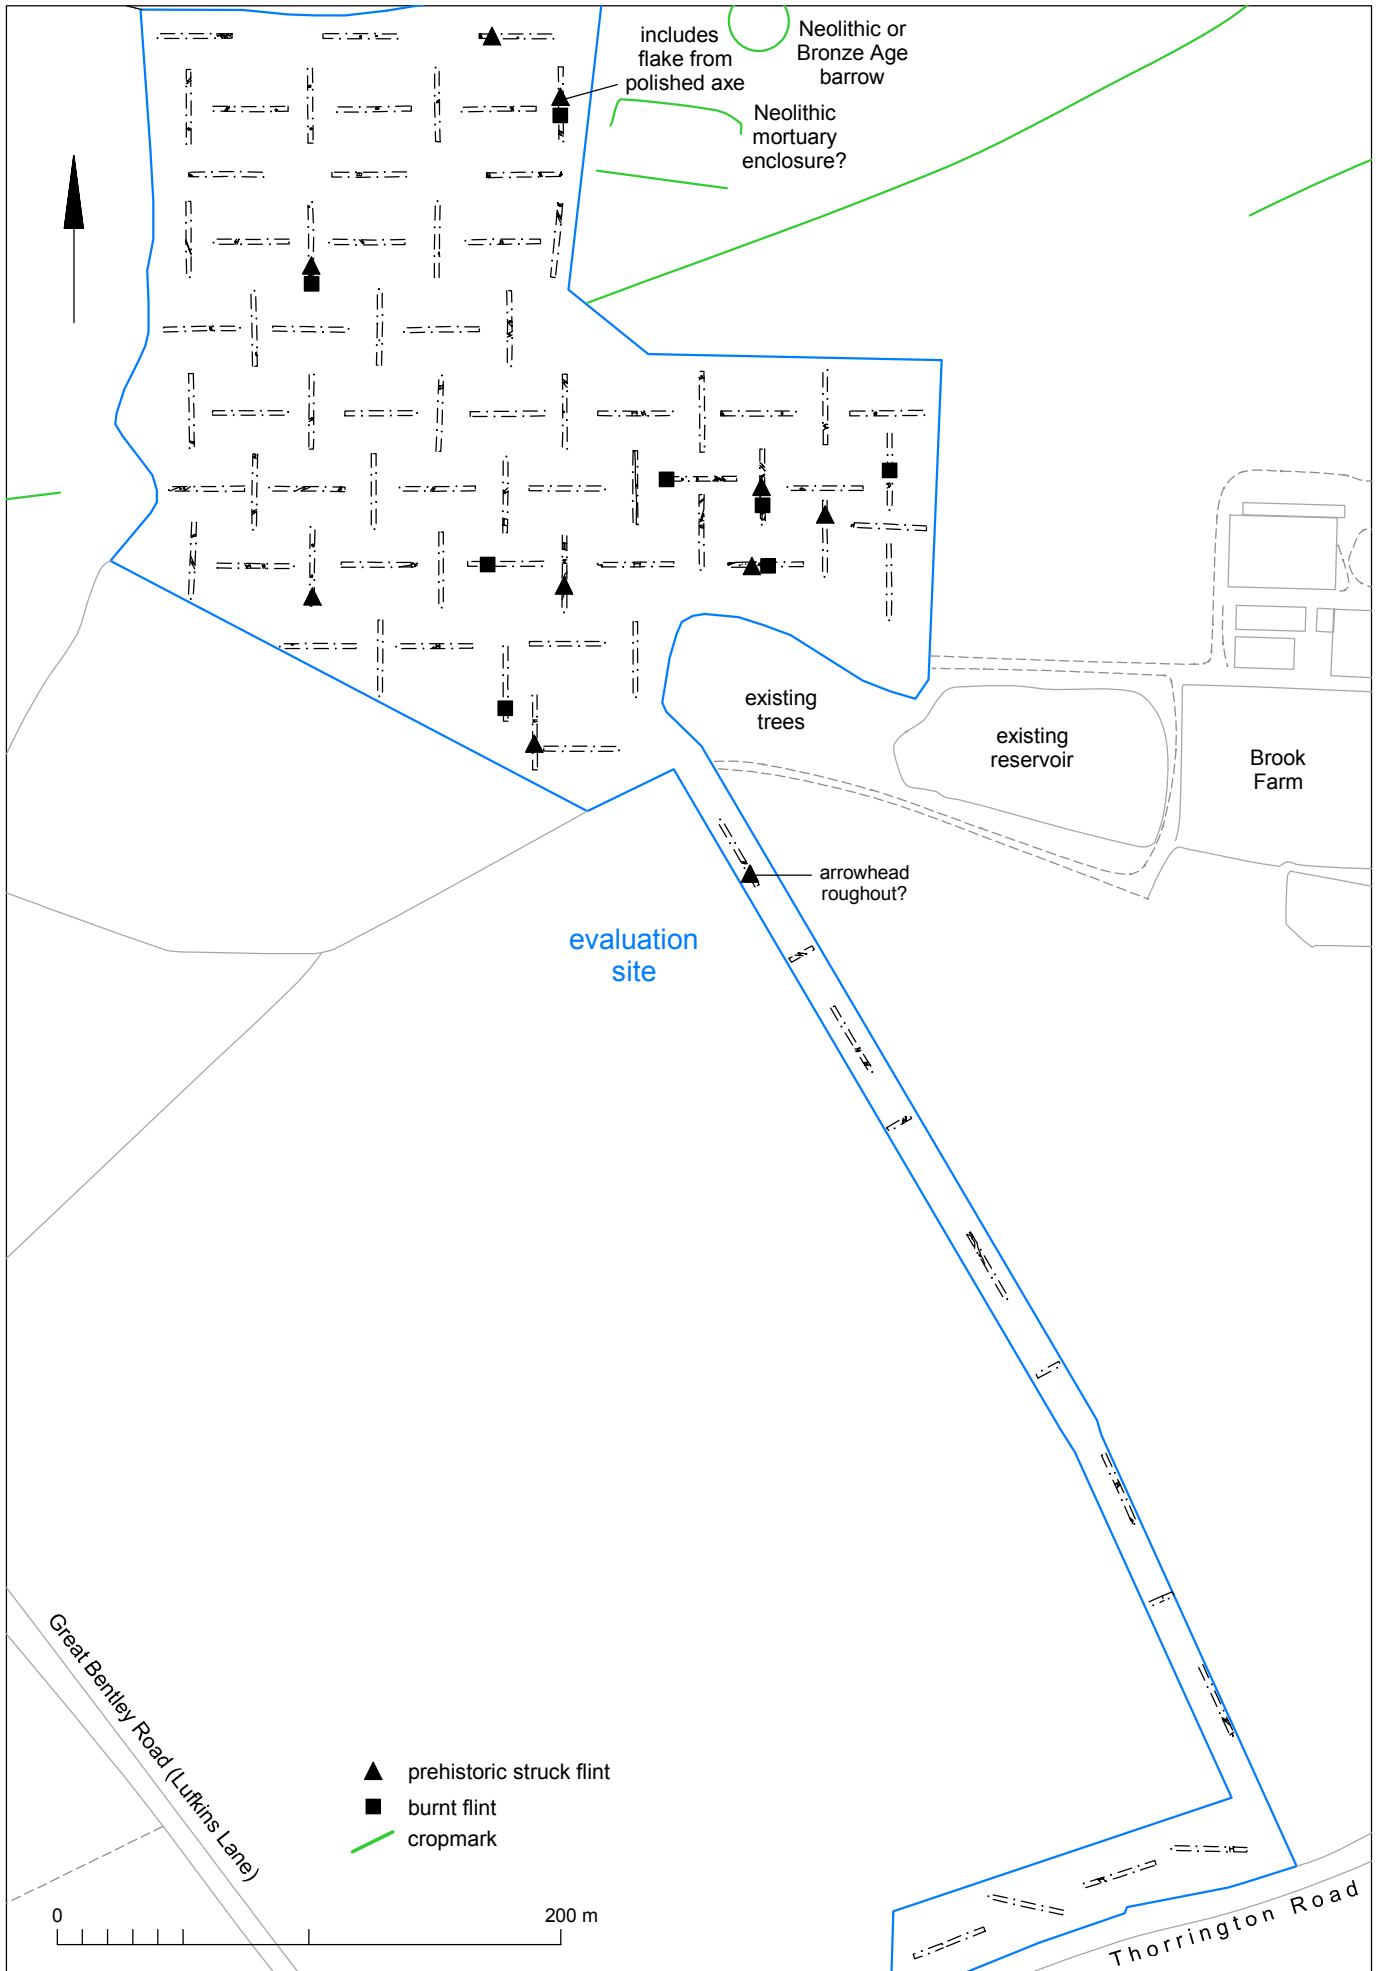 includes
flake from
polished axe
Neolithic or
Bronze Age
barrow
Neolithic
mortuary
enclosure?
existing
trees
existing
reservoir
Brook
Farm
arrowhead
roughout?
evaluation
site
Great Bentley Road (Lufkins Lane)
prehistoric struck flint
burnt flint
cropmark
0 200 m
Thorrington Road